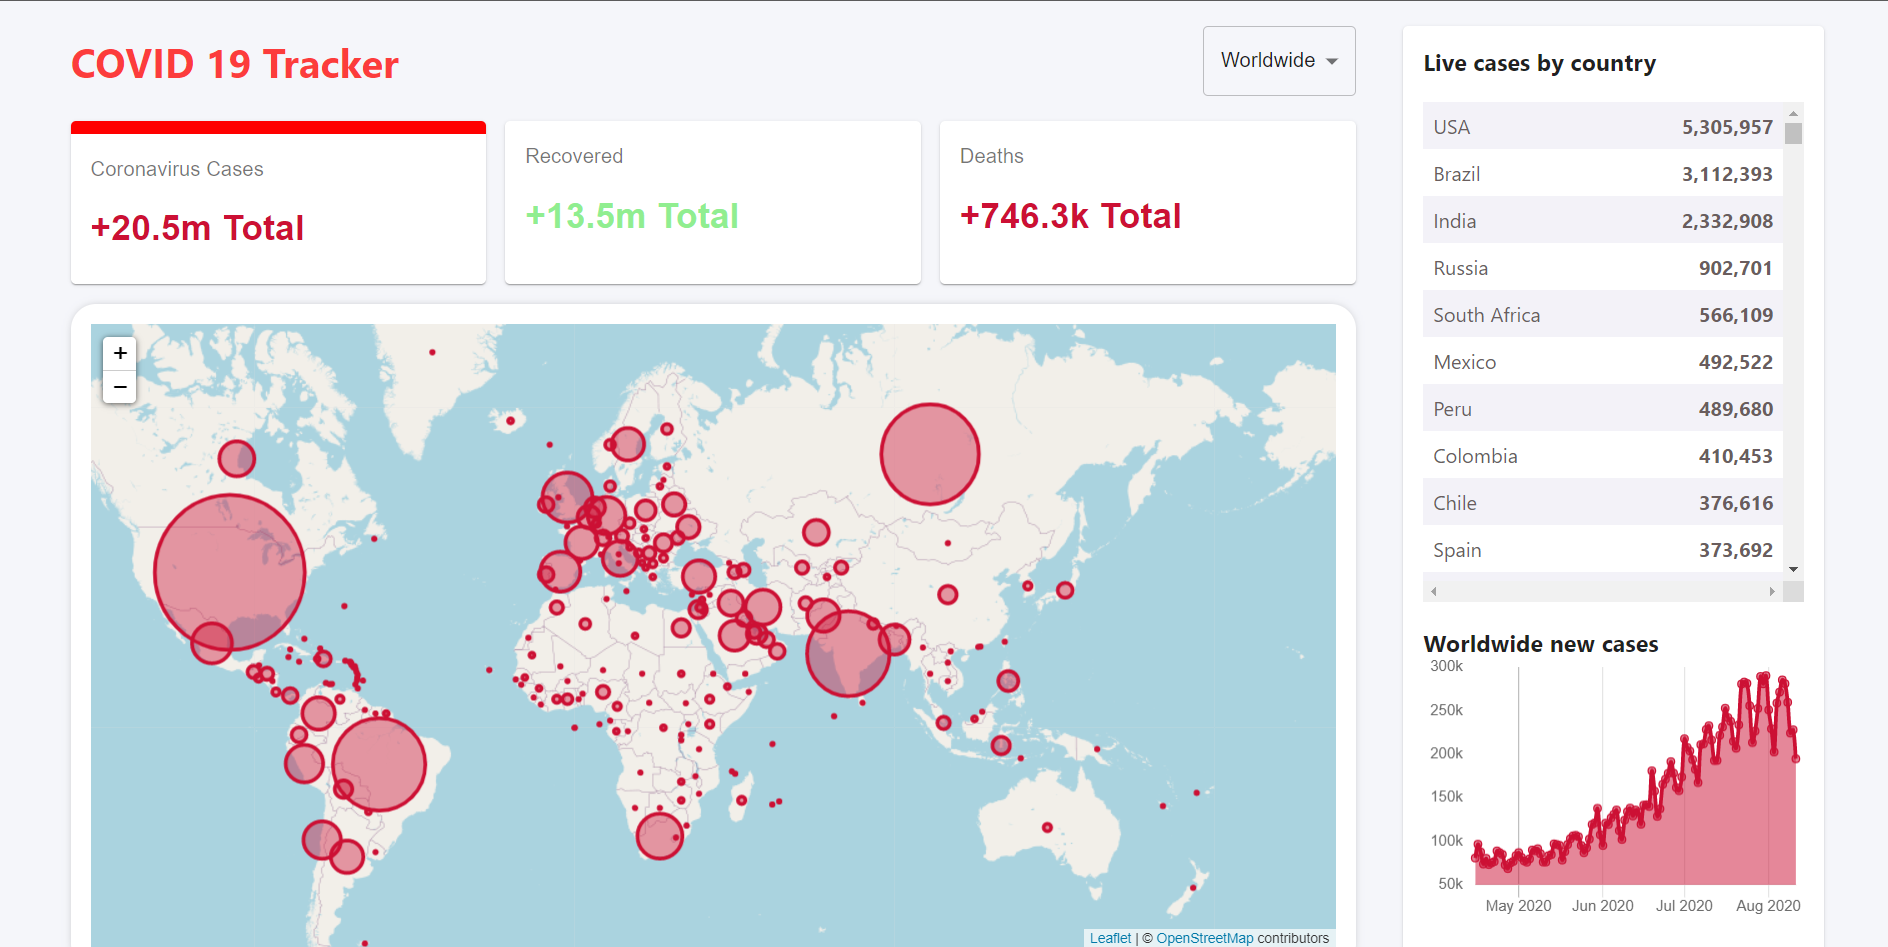 COVID 19 Tracker
Worldwide
Coronavirus Cases
+20.5m Total
Recovered
+13.5m Total
Deaths
+746.3k Total
+
−
Leaflet | © OpenStreetMap contributors
Live cases by country
USA 5,305,957
Brazil 3,112,393
India 2,332,908
Russia 902,701
South Africa 566,109
Mexico 492,522
Peru 489,680
Colombia 410,453
Chile 376,616
Spain 373,692
Worldwide new cases
300k
250k
200k
150k
100k
50k
May 2020 Jun 2020 Jul 2020 Aug 2020